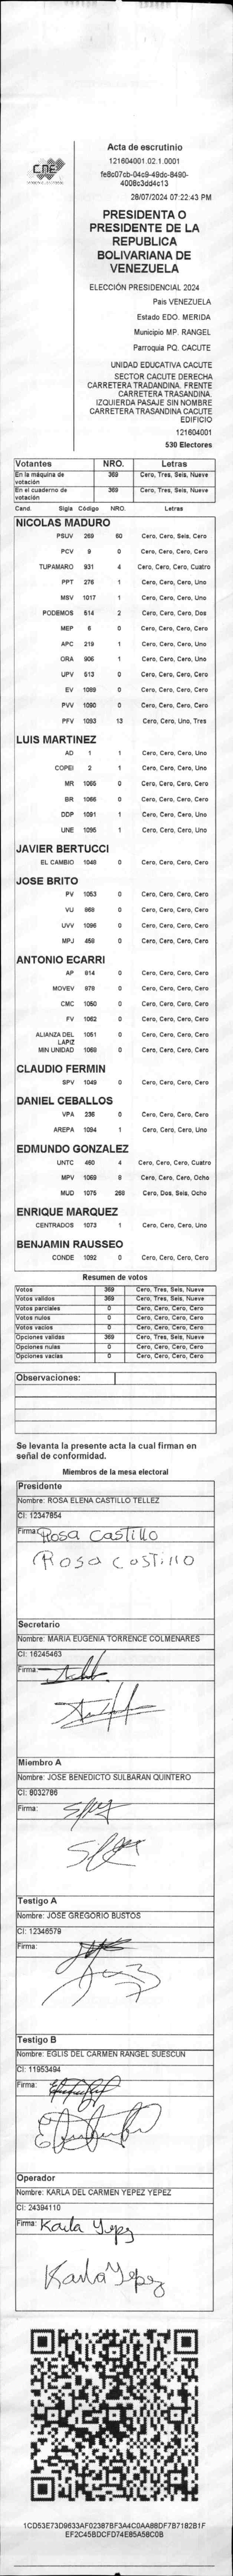 CNE
Acta de escrutinio
121604001.02.1.0001
fe8c07cb-04c9-49dc-8490-
4008c3dd4c13
28/07/2024 07:22:43 PM
PRESIDENTA O
PRESIDENTE DE LA
REPUBLICA
BOLIVARIANA DE
VENEZUELA
ELECCIÓN PRESIDENCIAL 2024
Pais VENEZUELA
Estado EDO. MERIDA
Municipio MP. RANGEL
Parroquia PQ. CACUTE
UNIDAD EDUCATIVA CACUTE
SECTOR CACUTE DERECHA
CARRETERA TRADANDINA. FRENTE
CARRETERA TRASANDINA.
IZQUIERDA PASAJE SIN NOMBRE
CARRETERA TRASANDINA CACUTE
EDIFICIO
121604001
530 Electores
Votantes NRO. Letras
En la máquina de votación 369 Cero, Tres, Seis, Nueve
En el cuaderno de votación 369 Cero, Tres, Seis, Nueve
Cand. Sigla Código NRO. Letras
NICOLAS MADURO
PSUV 269 60 Cero, Cero, Seis, Cero
PCV 9 0 Cero, Cero, Cero, Cero
TUPAMARO 931 4 Cero, Cero, Cero, Cuatro
PPT 276 1 Cero, Cero, Cero, Uno
MSV 1017 1 Cero, Cero, Cero, Uno
PODEMOS 514 2 Cero, Cero, Cero, Dos
MEP 6 0 Cero, Cero, Cero, Cero
APC 219 1 Cero, Cero, Cero, Uno
ORA 906 1 Cero, Cero, Cero, Uno
UPV 513 0 Cero, Cero, Cero, Cero
EV 1089 0 Cero, Cero, Cero, Cero
PVV 1090 0 Cero, Cero, Cero, Cero
PFV 1093 13 Cero, Cero, Uno, Tres
LUIS MARTINEZ
AD 1 1 Cero, Cero, Cero, Uno
COPEI 2 1 Cero, Cero, Cero, Uno
MR 1065 0 Cero, Cero, Cero, Cero
BR 1066 0 Cero, Cero, Cero, Cero
DDP 1091 1 Cero, Cero, Cero, Uno
UNE 1095 1 Cero, Cero, Cero, Uno
JAVIER BERTUCCI
EL CAMBIO 1048 0 Cero, Cero, Cero, Cero
JOSE BRITO
PV 1053 0 Cero, Cero, Cero, Cero
VU 868 0 Cero, Cero, Cero, Cero
UVV 1096 0 Cero, Cero, Cero, Cero
MPJ 459 0 Cero, Cero, Cero, Cero
ANTONIO ECARRI
AP 614 0 Cero, Cero, Cero, Cero
MOVEV 979 0 Cero, Cero, Cero, Cero
CMC 1050 0 Cero, Cero, Cero, Cero
FV 1062 0 Cero, Cero, Cero, Cero
ALIANZA DEL LAPIZ 1051 0 Cero, Cero, Cero, Cero
MIN UNIDAD 1068 0 Cero, Cero, Cero, Cero
CLAUDIO FERMIN
SPV 1049 0 Cero, Cero, Cero, Cero
DANIEL CEBALLOS
VPA 236 0 Cero, Cero, Cero, Cero
AREPA 1094 1 Cero, Cero, Cero, Uno
EDMUNDO GONZALEZ
UNTC 460 4 Cero, Cero, Cero, Cuatro
MPV 1069 8 Cero, Cero, Cero, Ocho
MUD 1075 268 Cero, Dos, Seis, Ocho
ENRIQUE MARQUEZ
CENTRADOS 1073 1 Cero, Cero, Cero, Uno
BENJAMIN RAUSSEO
CONDE 1092 0 Cero, Cero, Cero, Cero
Resumen de votos
Votos 369 Cero, Tres, Seis, Nueve
Votos validos 369 Cero, Tres, Seis, Nueve
Votos parciales 0 Cero, Cero, Cero, Cero
Votos nulos 0 Cero, Cero, Cero, Cero
Votos vacios 0 Cero, Cero, Cero, Cero
Opciones validas 369 Cero, Tres, Seis, Nueve
Opciones nulas 0 Cero, Cero, Cero, Cero
Opciones vacias 0 Cero, Cero, Cero, Cero
Observaciones:
Se levanta la presente acta la cual firman en
señal de conformidad.
Miembros de la mesa electoral
Presidente
Nombre: ROSA ELENA CASTILLO TELLEZ
CI: 12347854
Firma: Rosa Castillo
Rosa Castillo
Secretario
Nombre: MARIA EUGENIA TORRENCE COLMENARES
CI: 16245463
Firma:
Miembro A
Nombre: JOSE BENEDICTO SULBARAN QUINTERO
CI: 8032786
Firma:
Testigo A
Nombre: JOSE GREGORIO BUSTOS
CI: 12346579
Firma:
Testigo B
Nombre: EGLIS DEL CARMEN RANGEL SUESCUN
CI: 11953494
Firma:
Operador
Nombre: KARLA DEL CARMEN YEPEZ YEPEZ
CI: 24394110
Firma: Karla Yepez
Karla Yepez
1CD53E73D9633AF02387BF3A4C0AA88DF7B7182B1F
EF2C45BDCFD74E85A58C0B